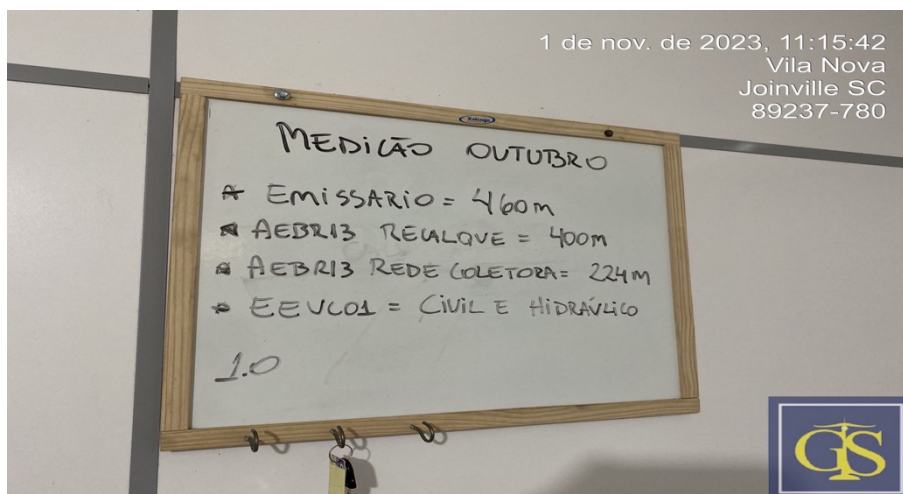 1 de nov. de 2023, 11:15:42
Vila Nova
Joinville SC
89237-780
MEDIÇÃO OUTUBRO
EMISSARIO = 460m
AEBR13 RECALQUE = 400m
AEBR13 REDE COLETORA = 224m
EEVC01 = CIVIL E HIDRÁULICO
1.0
GTS